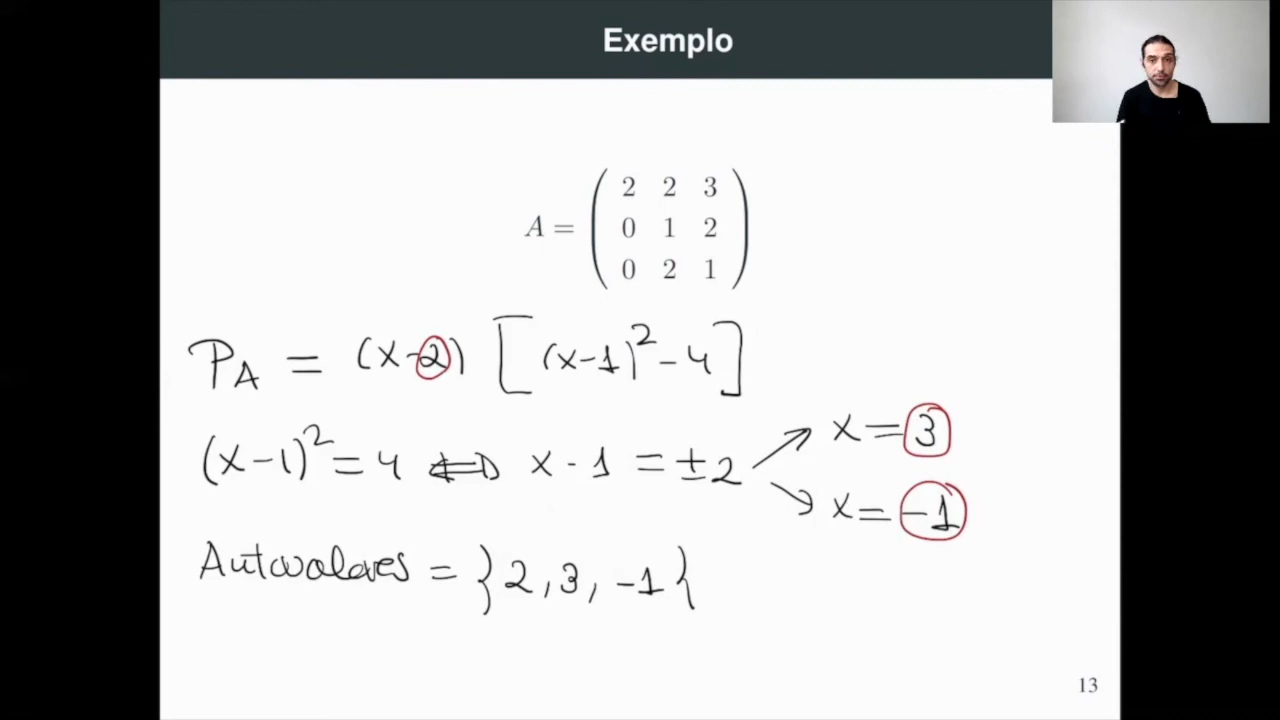 Exemplo
A = ( 2 2 3
0 1 2
0 2 1 )
P_A = (x-2) [(x-1)² - 4]
(x-1)² = 4 ⟺ x - 1 = ±2 ↗ x = 3
↘ x = -1
Autovalores = }2, 3, -1{
13